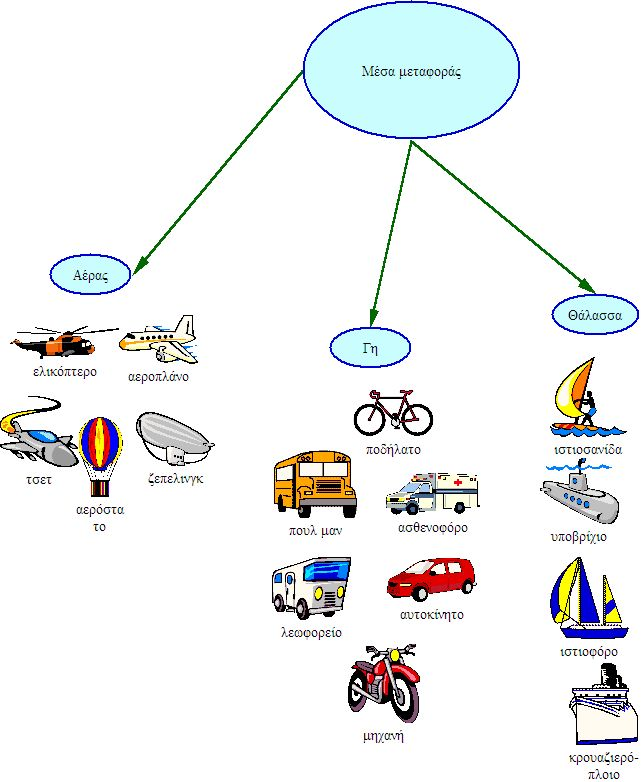 Μέσα μεταφοράς
Αέρας
Θάλασσα
Γη
ελικόπτερο
αεροπλάνο
τσετ
αερόστα
το
ζεπελινγκ
ποδήλατο
πουλ μαν
ασθενοφόρο
λεωφορείο
αυτοκίνητο
μηχανή
ιστιοσανίδα
υποβρίχιο
ιστιοφόρο
κρουαζιερό-
πλοιο